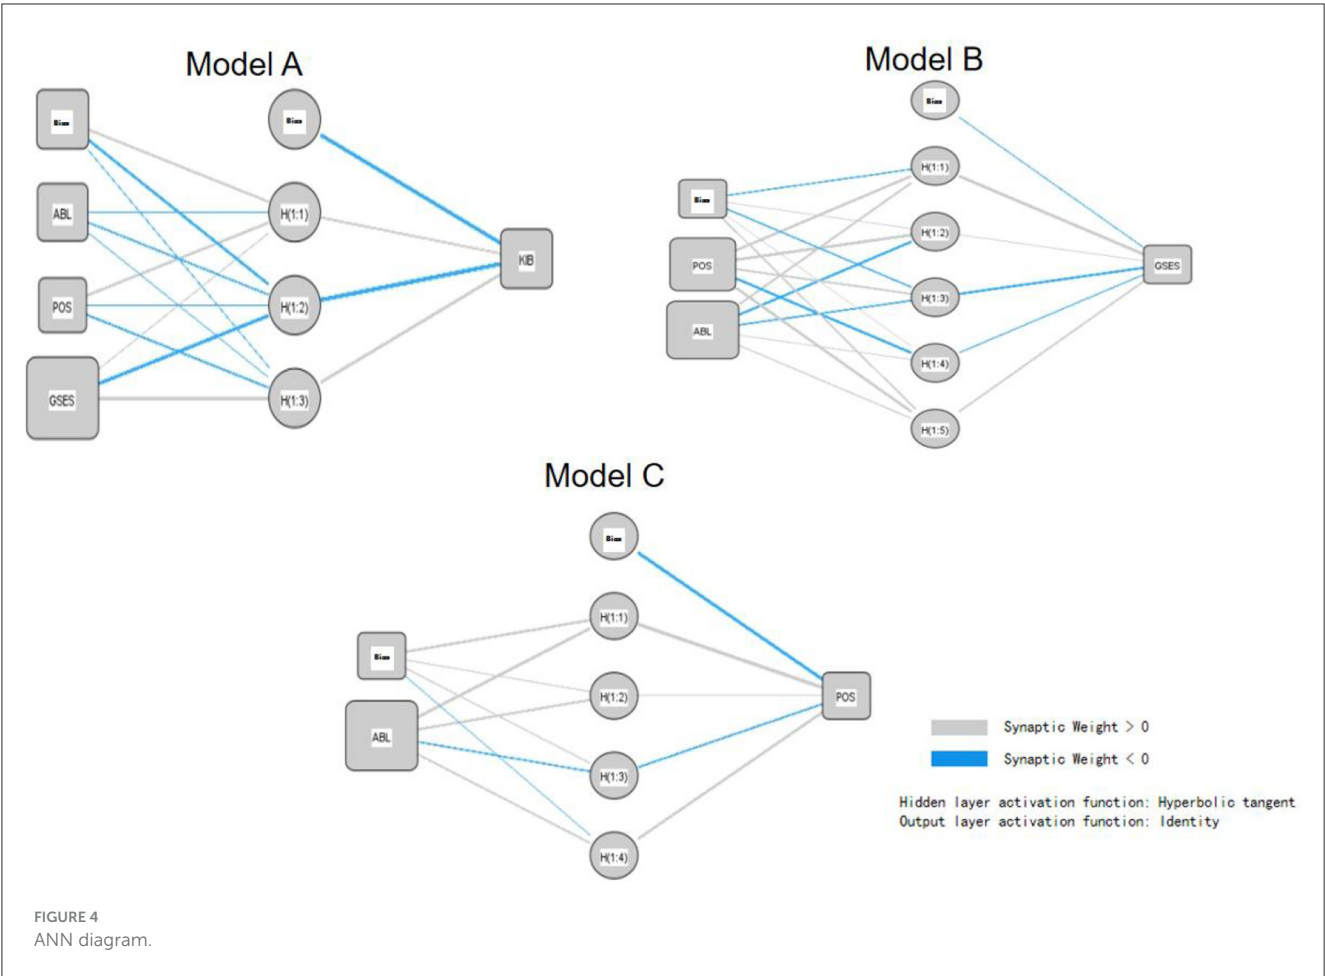 Model A
Bias
ABL
POS
GSES
Bias
H(1:1)
H(1:2)
H(1:3)
KIB
Model B
Bias
POS
ABL
Bias
H(1:1)
H(1:2)
H(1:3)
H(1:4)
H(1:5)
GSES
Model C
Bias
ABL
Bias
H(1:1)
H(1:2)
H(1:3)
H(1:4)
POS
Synaptic Weight > 0
Synaptic Weight < 0
Hidden layer activation function: Hyperbolic tangent
Output layer activation function: Identity
FIGURE 4
ANN diagram.